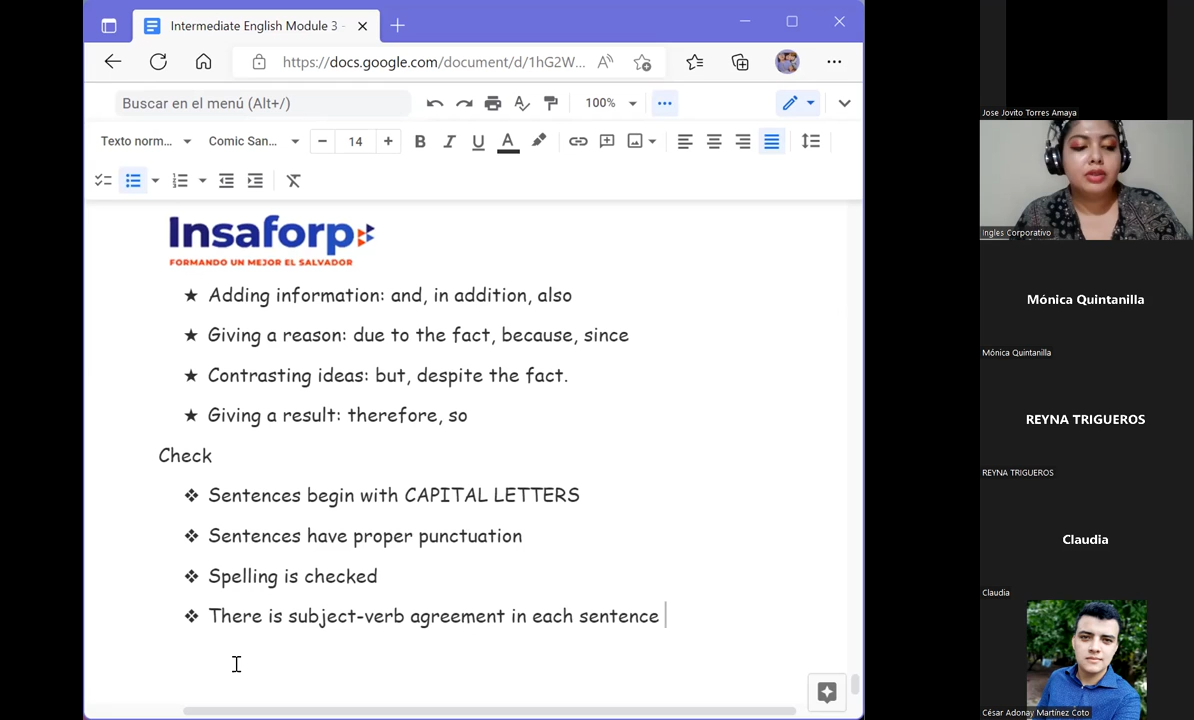 Intermediate English Module 3 -
https://docs.google.com/document/d/1hG2W...
Buscar en el menú (Alt+/)
100%
Texto norm...
Comic San...
14
B I U A
Insaforp
FORMANDO UN MEJOR EL SALVADOR
★ Adding information: and, in addition, also
★ Giving a reason: due to the fact, because, since
★ Contrasting ideas: but, despite the fact.
★ Giving a result: therefore, so
Check
❖ Sentences begin with CAPITAL LETTERS
❖ Sentences have proper punctuation
❖ Spelling is checked
❖ There is subject-verb agreement in each sentence
Jose Jovito Torres Amaya
Ingles Corporativo
Mónica Quintanilla
Mónica Quintanilla
REYNA TRIGUEROS
REYNA TRIGUEROS
Claudia
Claudia
César Adonay Martínez Coto